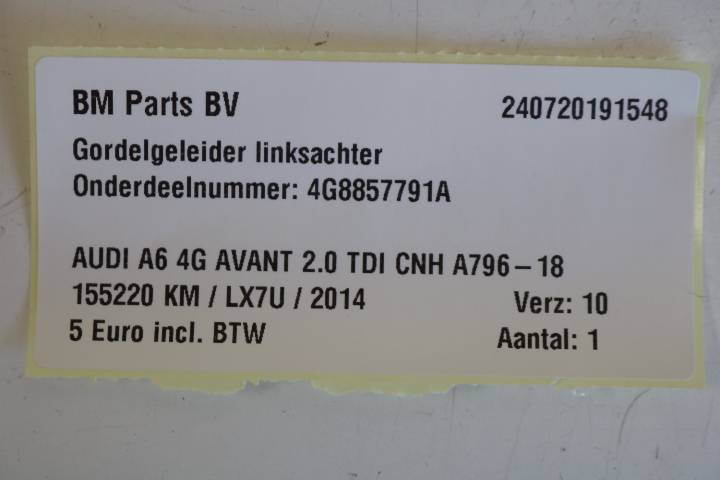 BM Parts BV 240720191548
Gordelgeleider linksachter
Onderdeelnummer: 4G8857791A
AUDI A6 4G AVANT 2.0 TDI CNH A796-18
155220 KM / LX7U / 2014 Verz: 10
5 Euro incl. BTW Aantal: 1